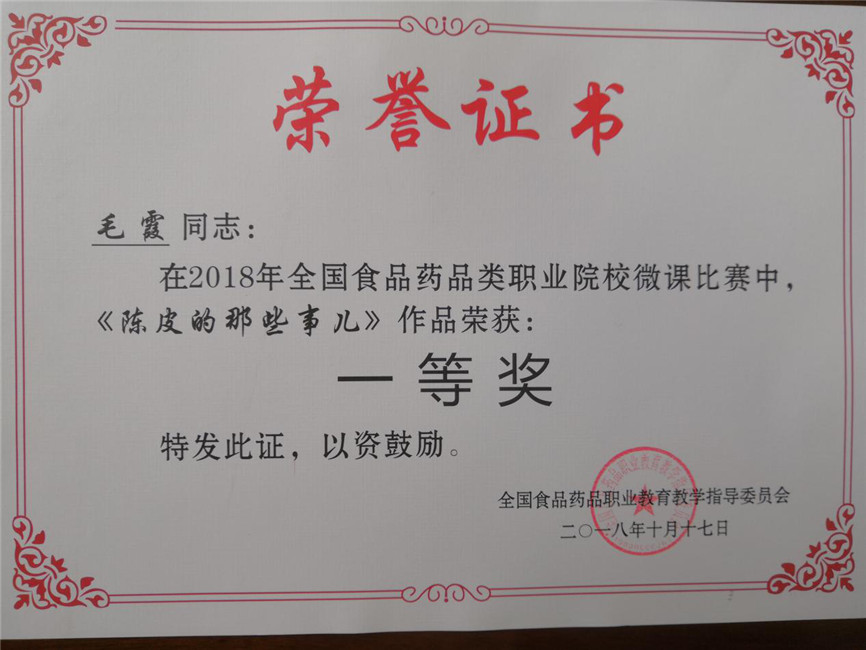 荣誉证书
毛霞 同志：
在2018年全国食品药品类职业院校微课比赛中，
《陈皮的那些事儿》作品荣获：
一等奖
特发此证，以资鼓励。
全国食品药品职业教育教学指导委员会
二〇一八年十月十七日